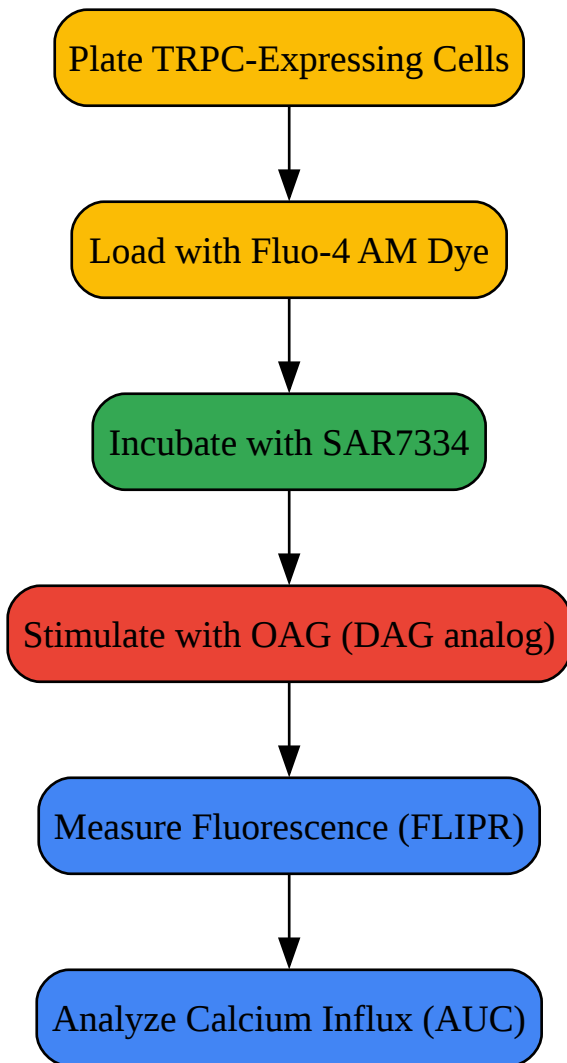 Plate TRPC-Expressing Cells
Load with Fluo-4 AM Dye
Incubate with SAR7334
Stimulate with OAG (DAG analog)
Measure Fluorescence (FLIPR)
Analyze Calcium Influx (AUC)